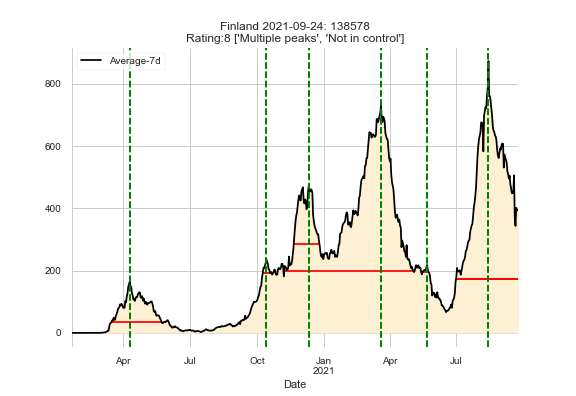 Finland 2021-09-24: 138578
Rating:8 ['Multiple peaks', 'Not in control']
Average-7d
800
600
400
200
0
Apr Jul Oct Jan Apr Jul
2021
Date